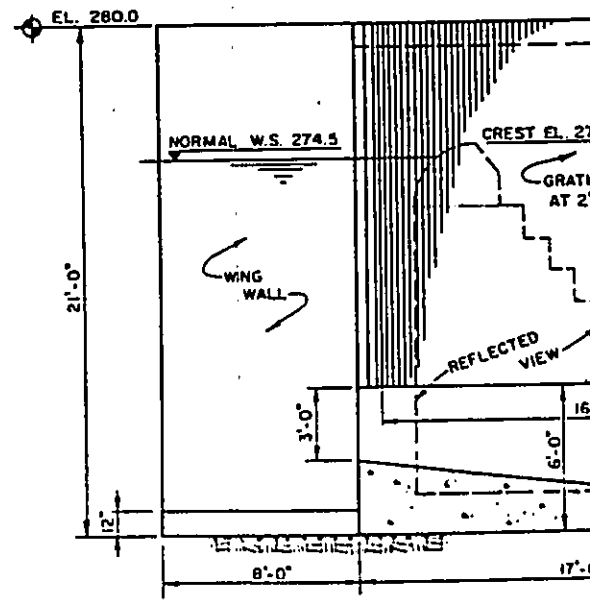 EL. 280.0
NORMAL W.S. 274.5
CREST EL. 27
GRATI
AT 2'
WING
WALL
21'-0"
REFLECTED
VIEW
3'-0"
16
6'-0"
12"
8'-0"
17'-0